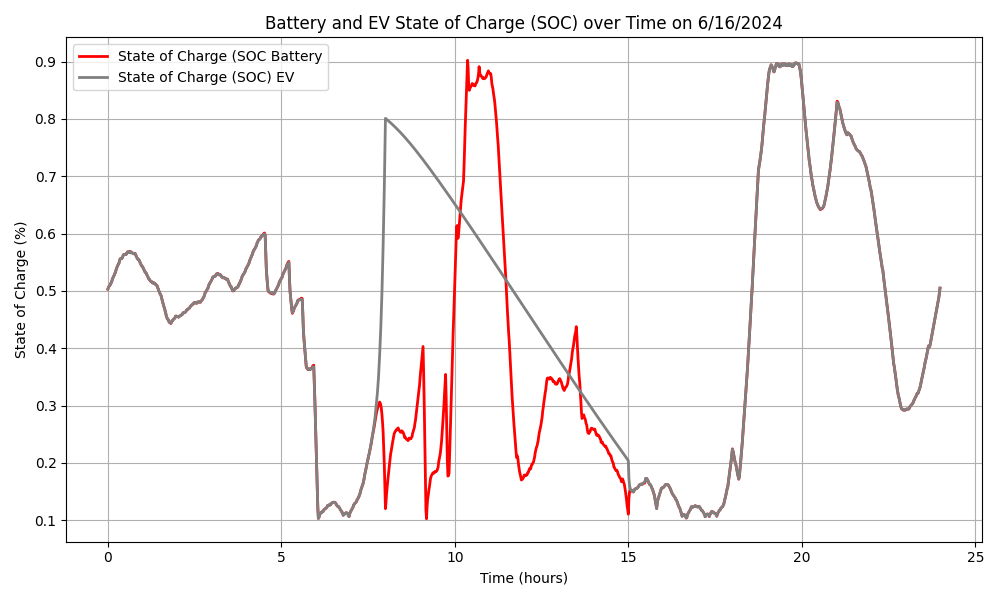 Battery and EV State of Charge (SOC) over Time on 6/16/2024
State of Charge (SOC Battery
State of Charge (SOC) EV
State of Charge (%)
0.9
0.8
0.7
0.6
0.5
0.4
0.3
0.2
0.1
0 5 10 15 20 25
Time (hours)